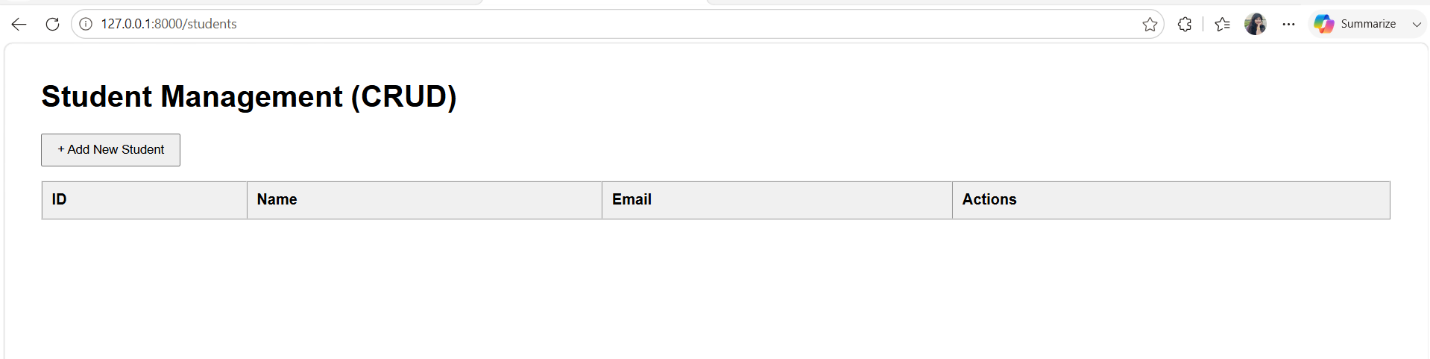 127.0.0.1:8000/students
Summarize
Student Management (CRUD)
+ Add New Student
ID Name Email Actions